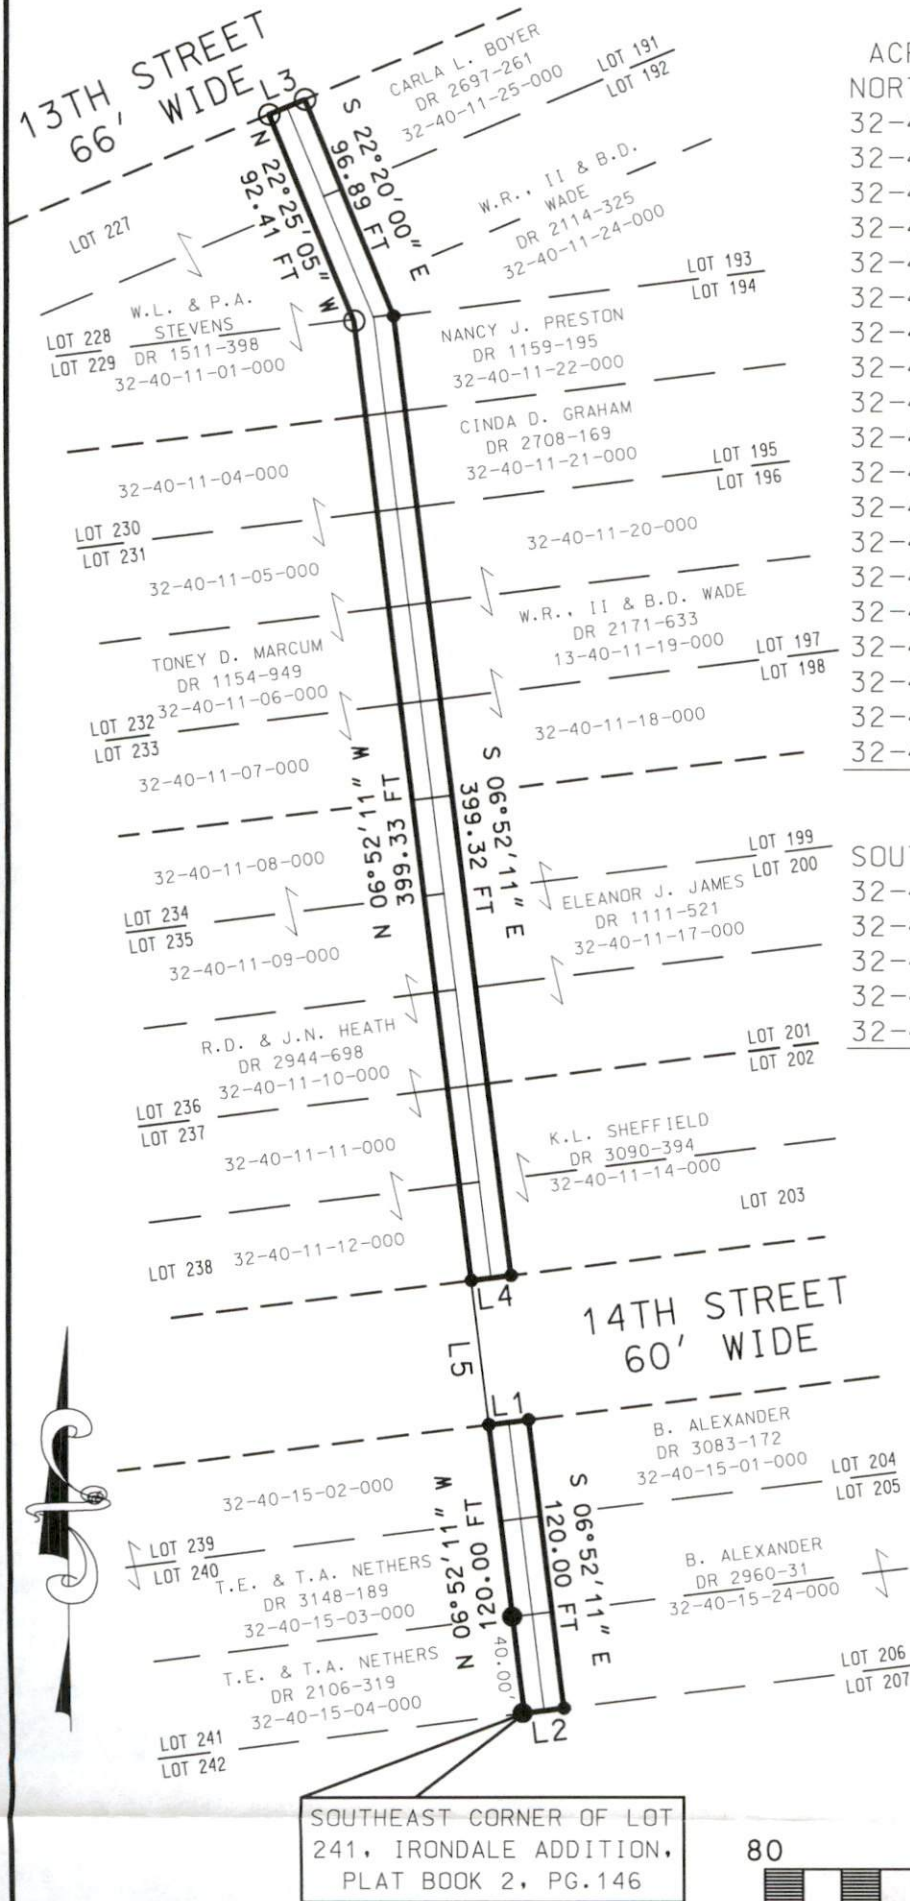 13TH STREET
66' WIDE
L3
CARLA L. BOYER
DR 2697-261
32-40-11-25-000
LOT 191
LOT 192
S 22°20'00" E
96.89 FT
N 22°25'05" W
92.41 FT
LOT 227
W.R., II & B.D.
WADE
DR 2114-325
32-40-11-24-000
LOT 193
LOT 194
LOT 228
LOT 229
W.L. & P.A.
STEVENS
DR 1511-398
32-40-11-01-000
NANCY J. PRESTON
DR 1159-195
32-40-11-22-000
CINDA D. GRAHAM
DR 2708-169
32-40-11-21-000
LOT 195
LOT 196
32-40-11-04-000
LOT 230
LOT 231
32-40-11-20-000
32-40-11-05-000
W.R., II & B.D. WADE
DR 2171-633
13-40-11-19-000
LOT 197
LOT 198
TONEY D. MARCUM
DR 1154-949
32-40-11-06-000
LOT 232
LOT 233
32-40-11-18-000
32-40-11-07-000
N 06°52'11" W
399.33 FT
S 06°52'11" E
399.32 FT
LOT 199
LOT 200
32-40-11-08-000
LOT 234
LOT 235
ELEANOR J. JAMES
DR 1111-521
32-40-11-17-000
32-40-11-09-000
R.D. & J.N. HEATH
DR 2944-698
32-40-11-10-000
LOT 201
LOT 202
LOT 236
LOT 237
K.L. SHEFFIELD
DR 3090-394
32-40-11-14-000
32-40-11-11-000
LOT 203
LOT 238
32-40-11-12-000
L4
14TH STREET
60' WIDE
L5
L1
B. ALEXANDER
DR 3083-172
32-40-15-01-000
LOT 204
LOT 205
32-40-15-02-000
N 06°52'11" W
120.00 FT
S 06°52'11" E
120.00 FT
LOT 239
LOT 240
T.E. & T.A. NETHERS
DR 3148-189
32-40-15-03-000
B. ALEXANDER
DR 2960-31
32-40-15-24-000
40.00'
T.E. & T.A. NETHERS
DR 2106-319
32-40-15-04-000
LOT 206
LOT 207
LOT 241
LOT 242
L2
SOUTHEAST CORNER OF LOT
241, IRONDALE ADDITION,
PLAT BOOK 2, PG.146
80